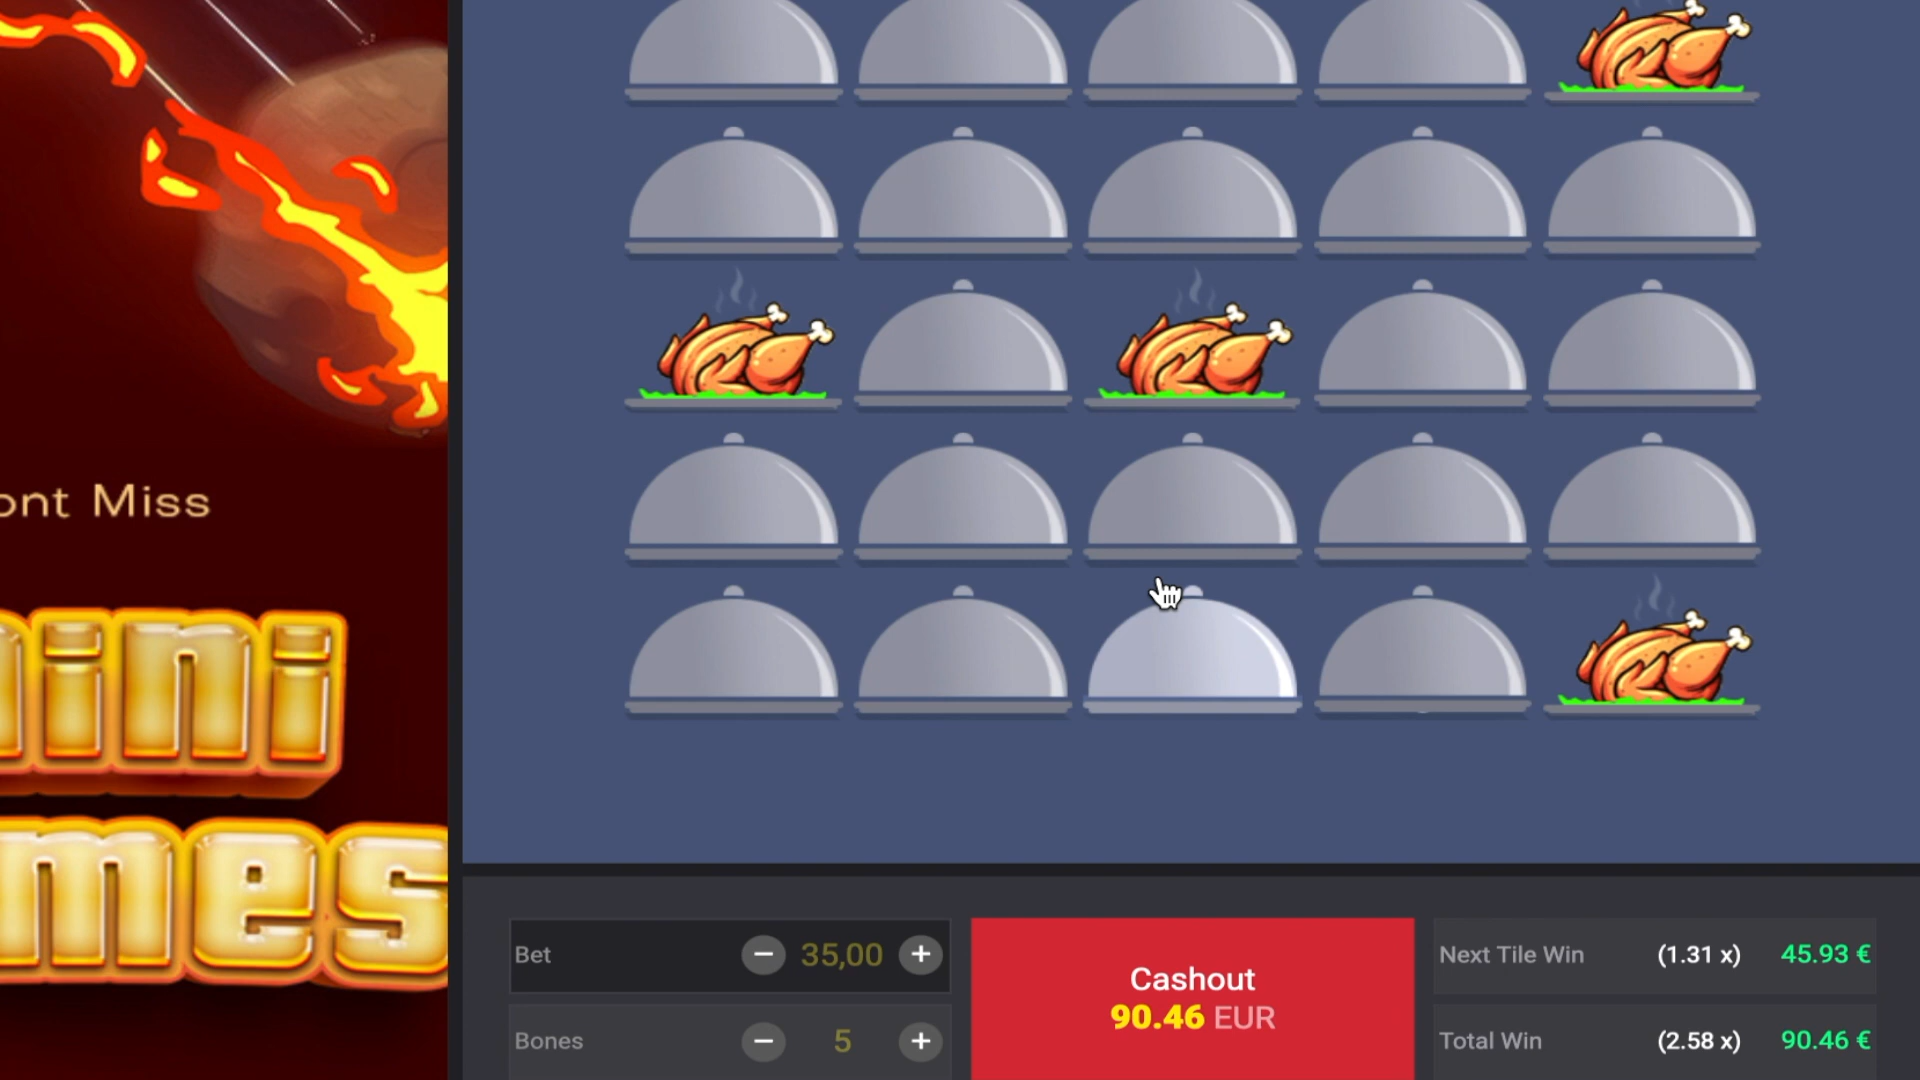 ont Miss
ini
mes
Bet
35,00
Cashout
90.46 EUR
Next Tile Win (1.31 x) 45.93 €
Bones
5
Total Win (2.58 x) 90.46 €